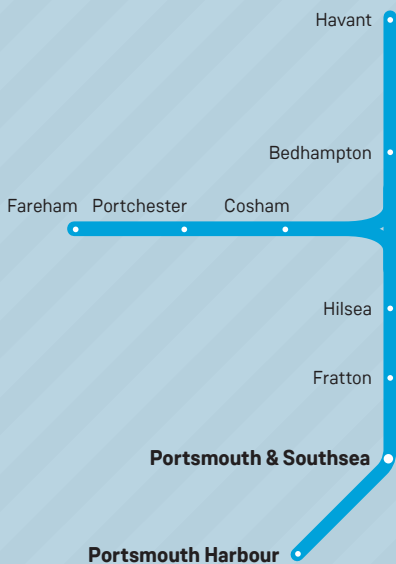 Havant
Bedhampton
Fareham Portchester Cosham
Hilsea
Fratton
Portsmouth & Southsea
Portsmouth Harbour